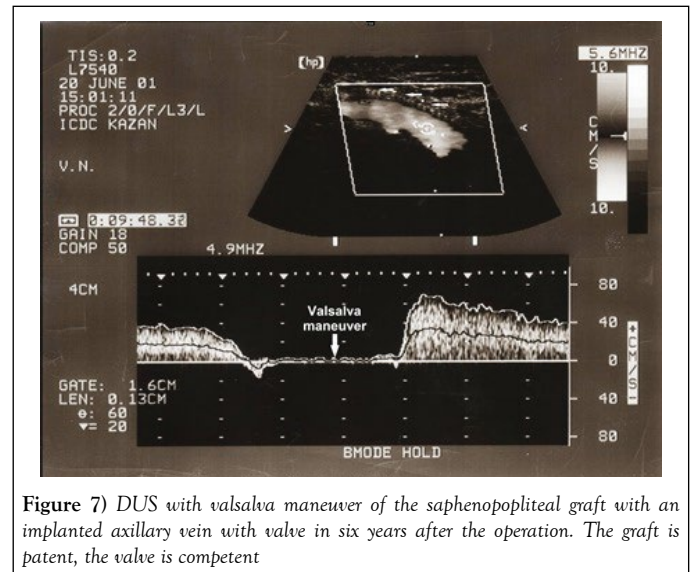 TIS:0.2
L7540
20 JUNE 01
15:01:11
PROC 2/0/F/L3/L
ICDC KAZAN
V.N.
[hp]
5.6MHZ
10.
CM/S
10.
0:09:48.32
GAIN 18
COMP 50
4.9MHZ
4CM
Valsalva
maneuver
80
40
0
40
80
+CM/S-
GATE: 1.6CM
LEN: 0.13CM
θ: 60
▼= 20
BMODE HOLD
Figure 7) DUS with valsalva maneuver of the saphenopopliteal graft with an
implanted axillary vein with valve in six years after the operation. The graft is
patent, the valve is competent